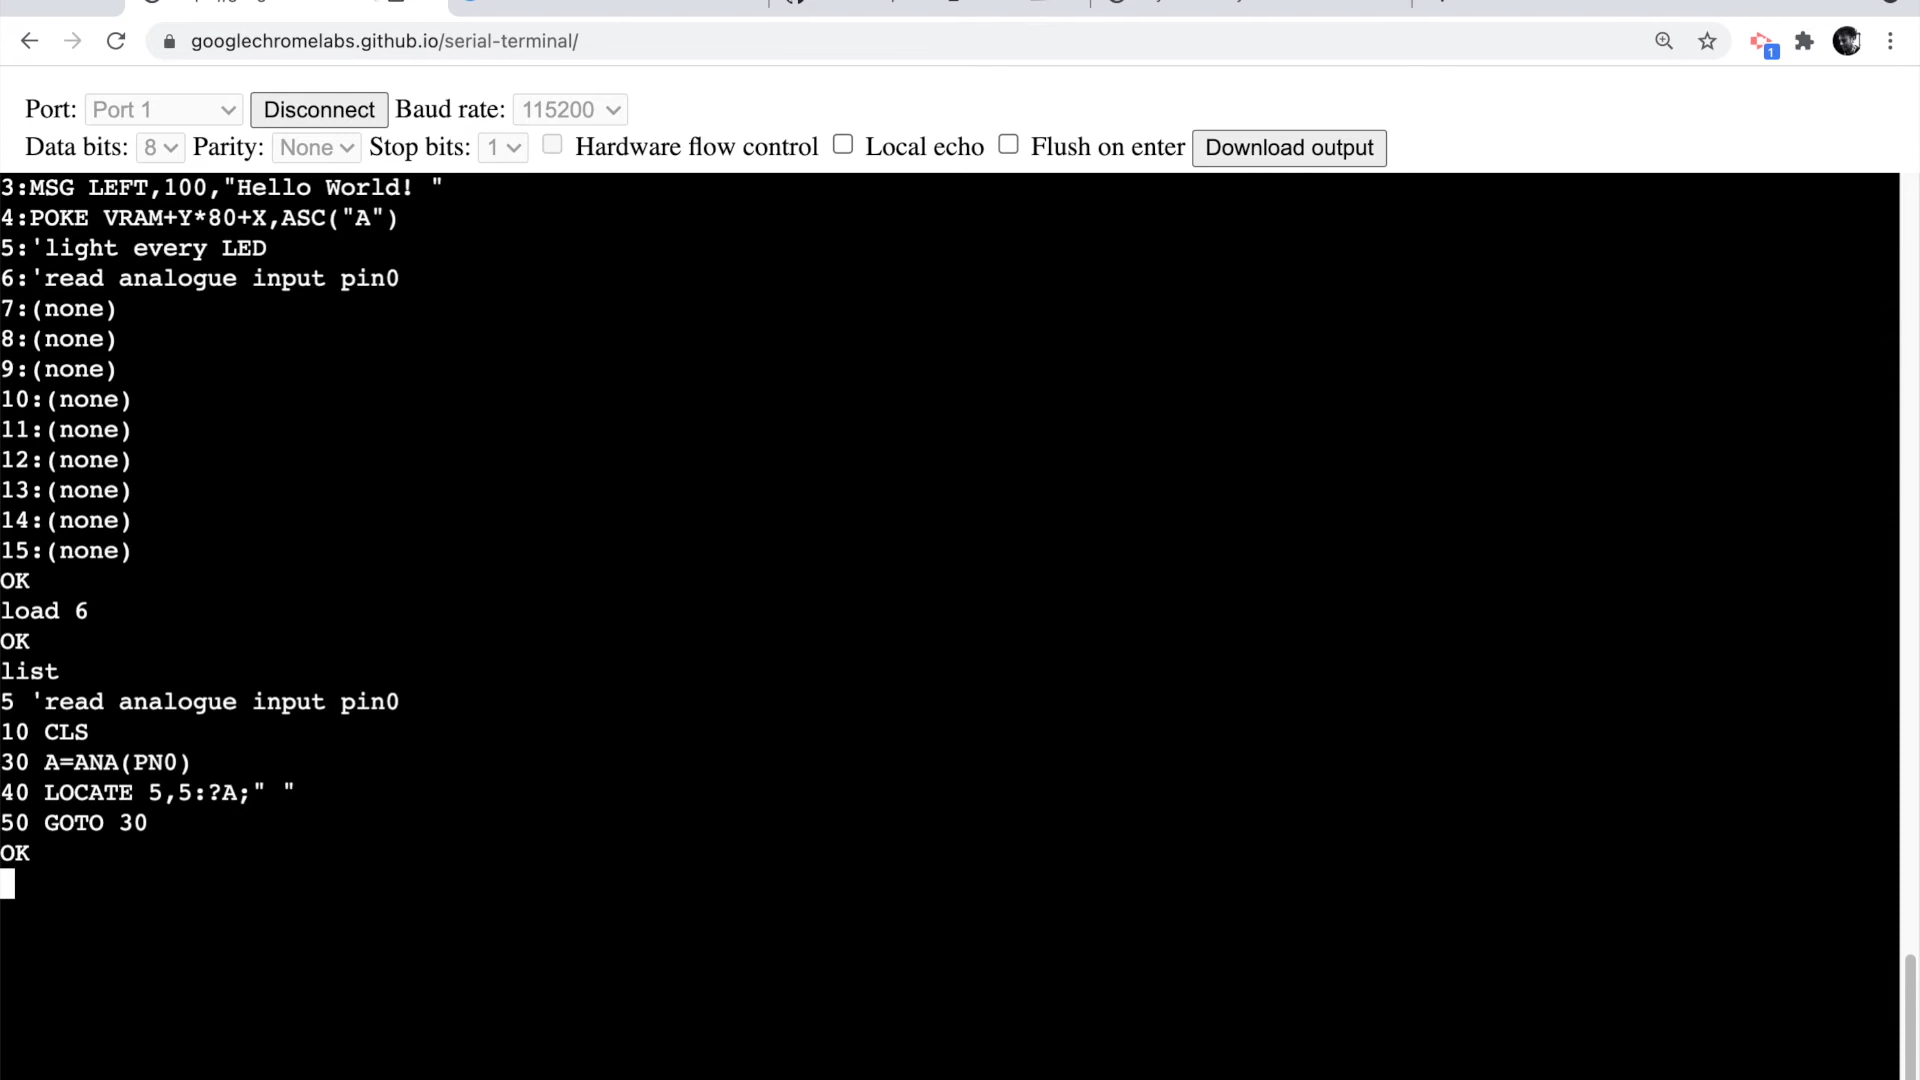 googlechromelabs.github.io/serial-terminal/
1
Port: Port 1 Disconnect Baud rate: 115200
Data bits: 8 Parity: None Stop bits: 1 Hardware flow control Local echo Flush on enter Download output
3:MSG LEFT,100,"Hello World! "
4:POKE VRAM+Y*80+X,ASC("A")
5:'light every LED
6:'read analogue input pin0
7:(none)
8:(none)
9:(none)
10:(none)
11:(none)
12:(none)
13:(none)
14:(none)
15:(none)
OK
load 6
OK
list
5 'read analogue input pin0
10 CLS
30 A=ANA(PN0)
40 LOCATE 5,5:?A;" "
50 GOTO 30
OK